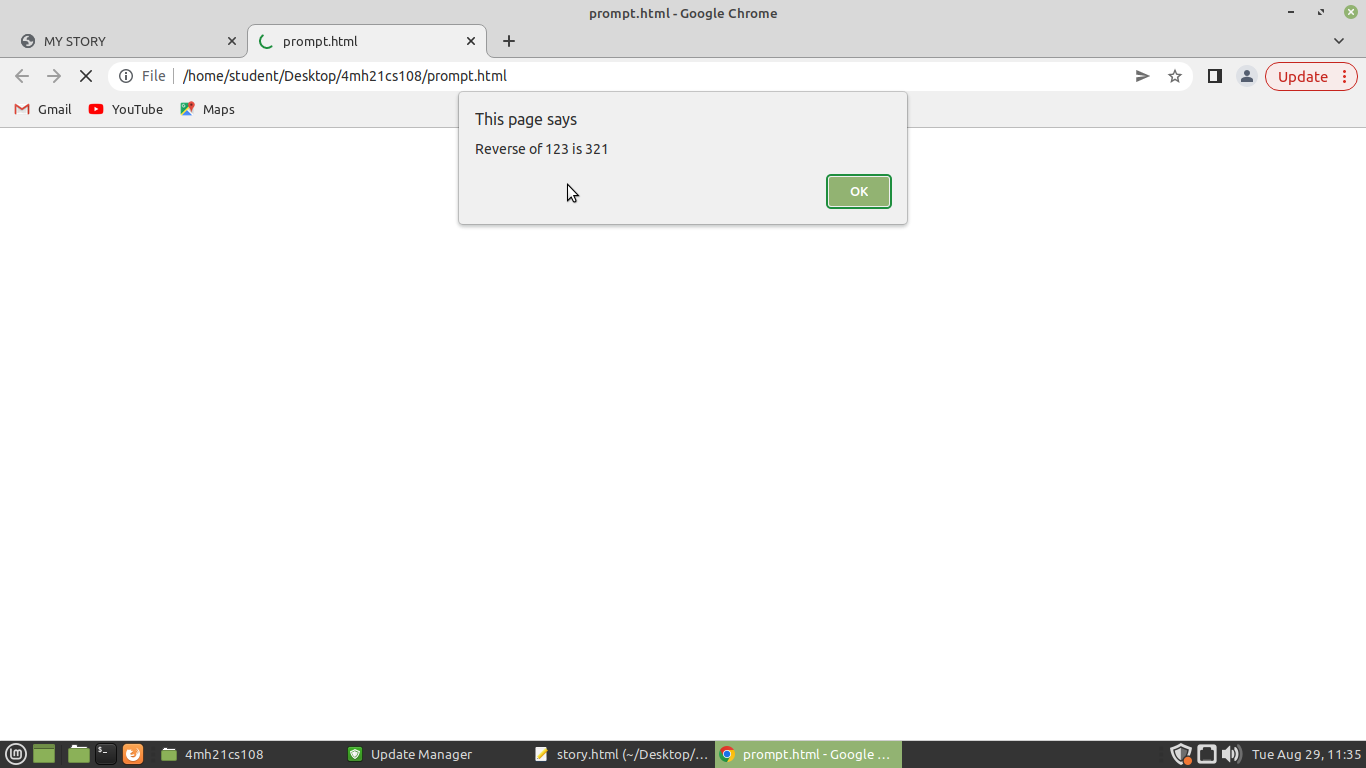 prompt.html - Google Chrome
MY STORY
prompt.html
File
/home/student/Desktop/4mh21cs108/prompt.html
Update
Gmail
YouTube
Maps
This page says
Reverse of 123 is 321
OK
4mh21cs108
Update Manager
story.html (~/Desktop/...
prompt.html - Google ...
Tue Aug 29, 11:35